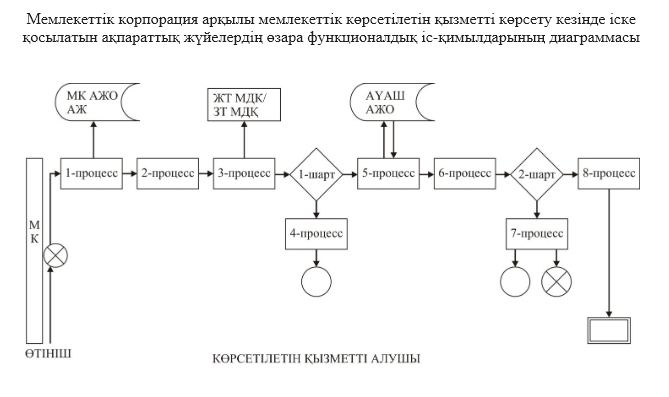 Мемлекеттік корпорация арқылы мемлекеттік көрсетілетін қызметті көрсету кезінде іске
қосылатын ақпараттық жүйелердің өзара функционалдық іс-қимылдарының диаграммасы
МК АЖО
АЖ
ЖТ МДҚ/
ЗТ МДҚ
АҮАШ
АЖО
1-процесс
2-процесс
3-процесс
1-шарт
5-процесс
6-процесс
2-шарт
8-процесс
М
К
4-процесс
7-процесс
ӨТІНІШ
КӨРСЕТІЛЕТІН ҚЫЗМЕТТІ АЛУШЫ